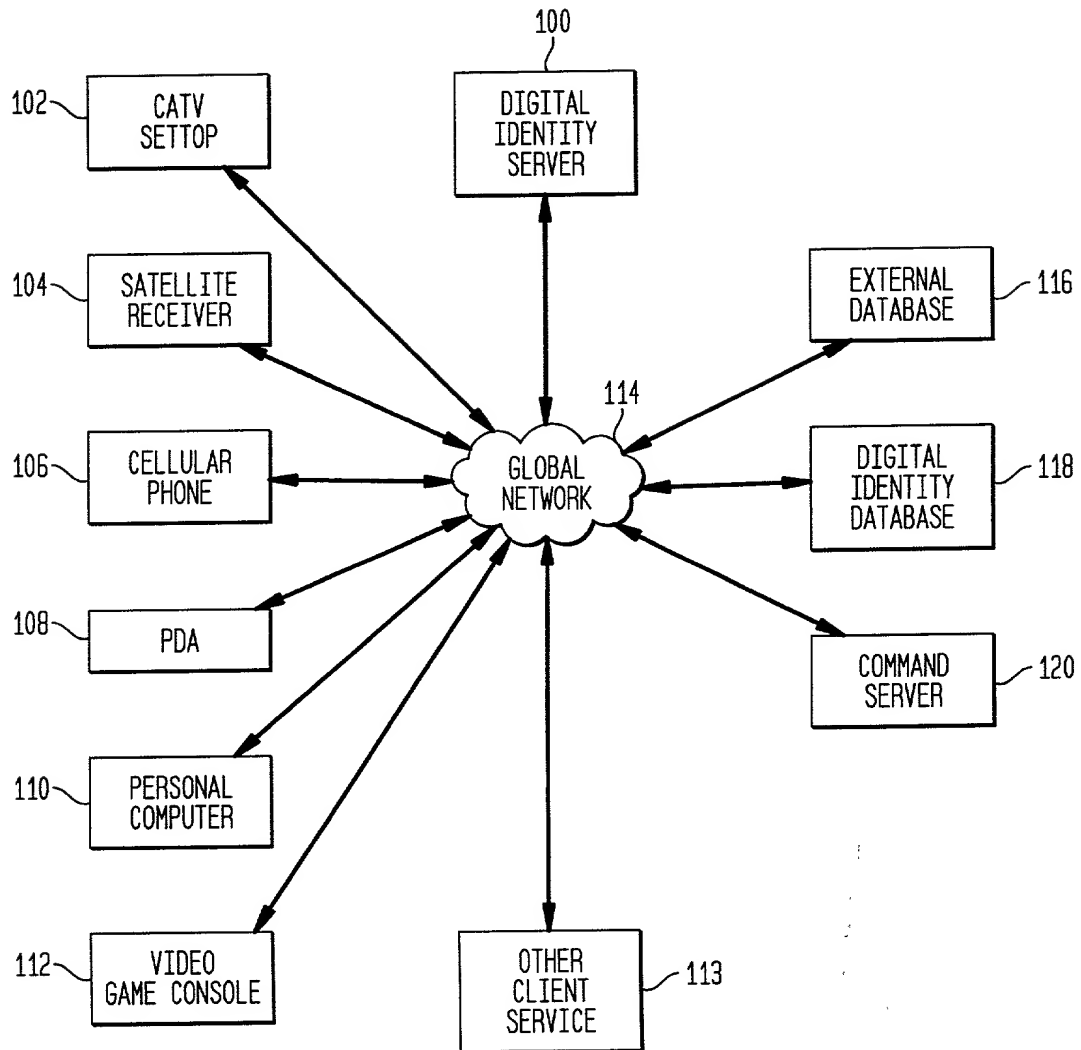 100
DIGITAL
IDENTITY
SERVER
102
CATV
SETTOP
104
SATELLITE
RECEIVER
EXTERNAL
DATABASE
116
114
GLOBAL
NETWORK
106
CELLULAR
PHONE
DIGITAL
IDENTITY
DATABASE
118
108
PDA
COMMAND
SERVER
120
110
PERSONAL
COMPUTER
112
VIDEO
GAME CONSOLE
OTHER
CLIENT
SERVICE
113